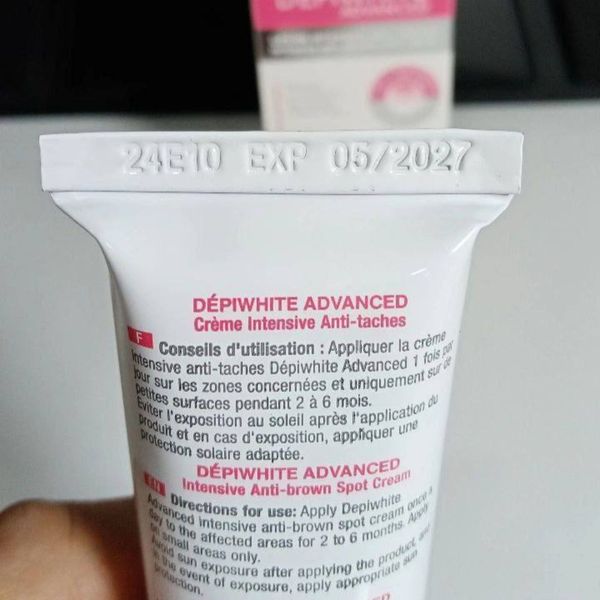 24E10 EXP 05/2027
DÉPIWHITE ADVANCED
Crème Intensive Anti-taches
F Conseils d'utilisation : Appliquer la crème
intensive anti-taches Dépiwhite Advanced 1 fois par
jour sur les zones concernées et uniquement sur de
petites surfaces pendant 2 à 6 mois.
Eviter l'exposition au soleil après l'application du
produit et en cas d'exposition, appliquer une
protection solaire adaptée.
DÉPIWHITE ADVANCED
Intensive Anti-brown Spot Cream
EN Directions for use: Apply Depiwhite
Advanced intensive anti-brown spot cream once a
day to the affected areas for 2 to 6 months. Apply
on small areas only.
Avoid sun exposure after applying the product, and
in the event of exposure, apply appropriate sun
protection.